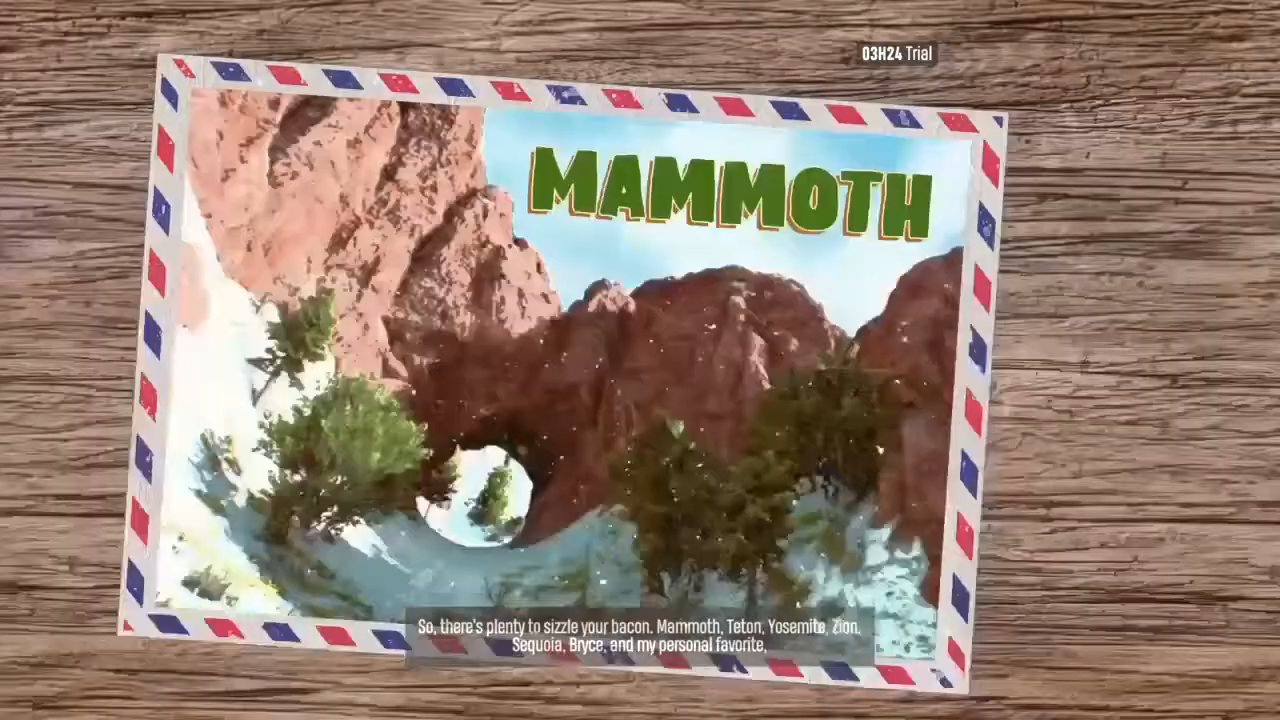 03H24 Trial
MAMMOTH
So, there's plenty to sizzle your bacon. Mammoth, Teton, Yosemite, Zion,
Sequoia, Bryce, and my personal favorite,